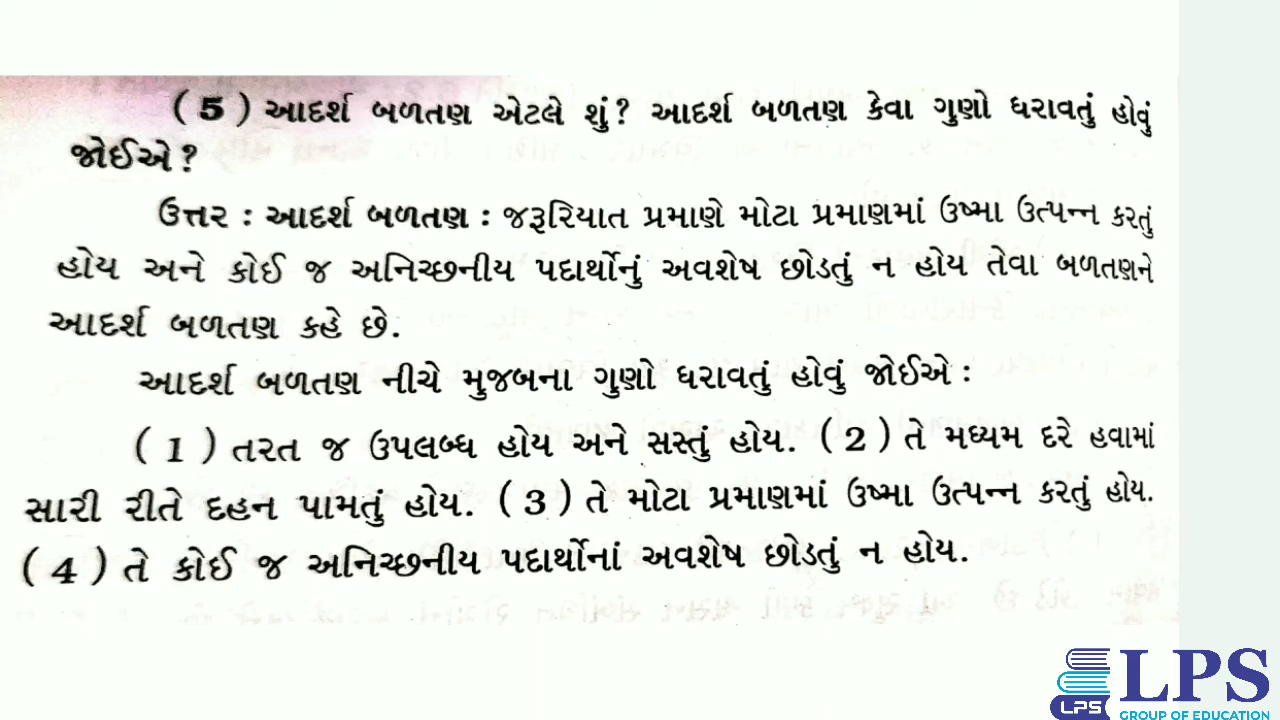 ( 5 ) આદર્શ બળતણ એટલે શું? આદર્શ બળતણ કેવા ગુણો ધરાવતું હોવું
જોઈએ?
ઉત્તર : આદર્શ બળતણ : જરૂરિયાત પ્રમાણે મોટા પ્રમાણમાં ઉષ્મા ઉત્પન્ન કરતું
હોય અને કોઈ જ અનિચ્છનીય પદાર્થોનું અવશેષ છોડતું ન હોય તેવા બળતણને
આદર્શ બળતણ કહે છે.
આદર્શ બળતણ નીચે મુજબના ગુણો ધરાવતું હોવું જોઈએ :
( 1 ) તરત જ ઉપલબ્ધ હોય અને સસ્તું હોય. ( 2 ) તે મધ્યમ દરે હવામાં
સારી રીતે દહન પામતું હોય. ( 3 ) તે મોટા પ્રમાણમાં ઉષ્મા ઉત્પન્ન કરતું હોય.
( 4 ) તે કોઈ જ અનિચ્છનીય પદાર્થોનાં અવશેષ છોડતું ન હોય.
LPS
LPS
GROUP OF EDUCATION